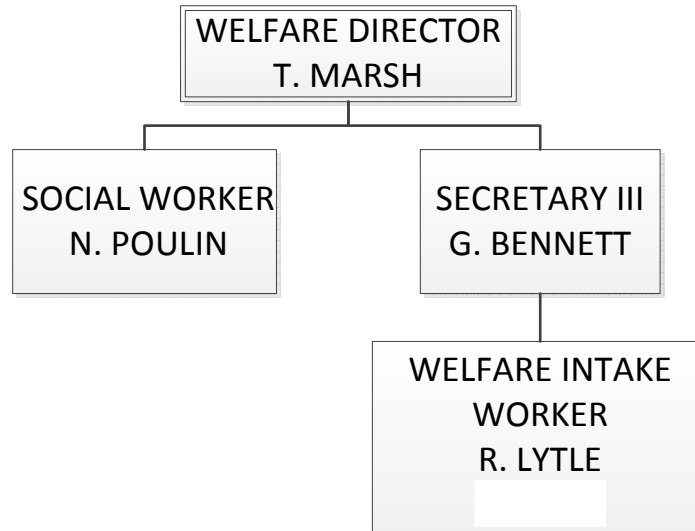 WELFARE DIRECTOR
T. MARSH
SOCIAL WORKER
N. POULIN
SECRETARY III
G. BENNETT
WELFARE INTAKE
WORKER
R. LYTLE